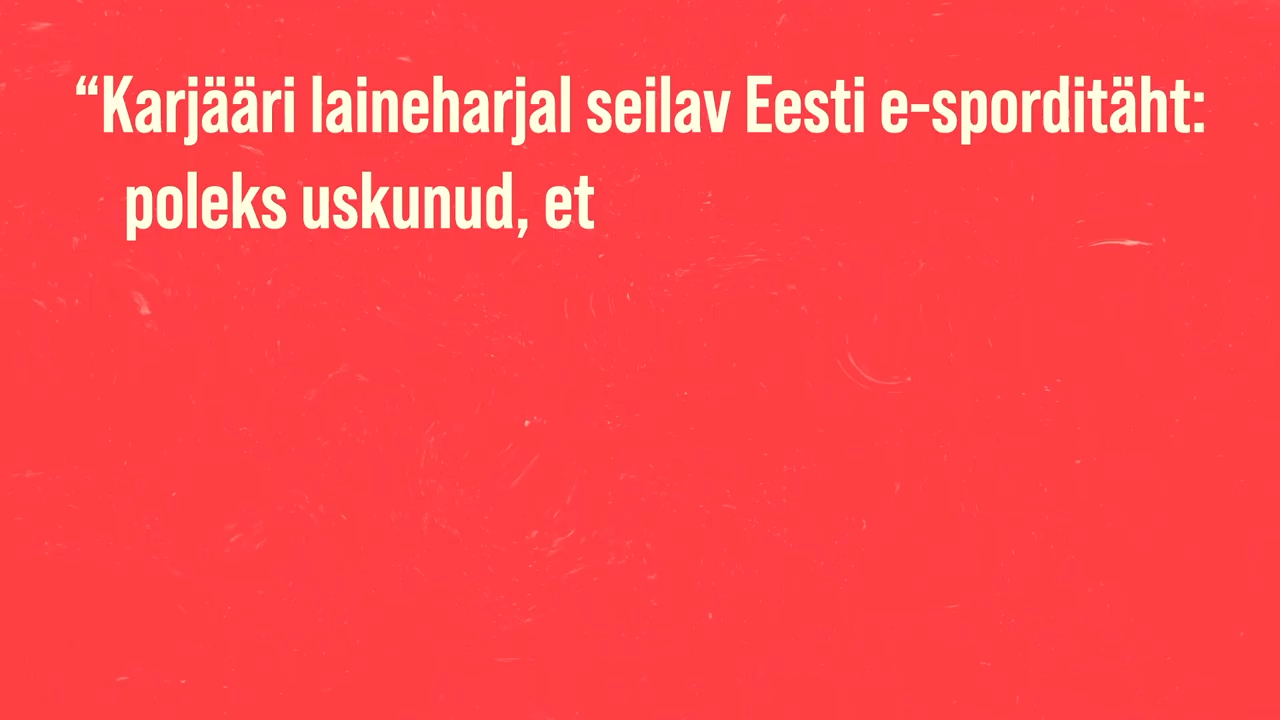 “Karjääri laineharjal seilav Eesti e-sporditäht:
poleks uskunud, et